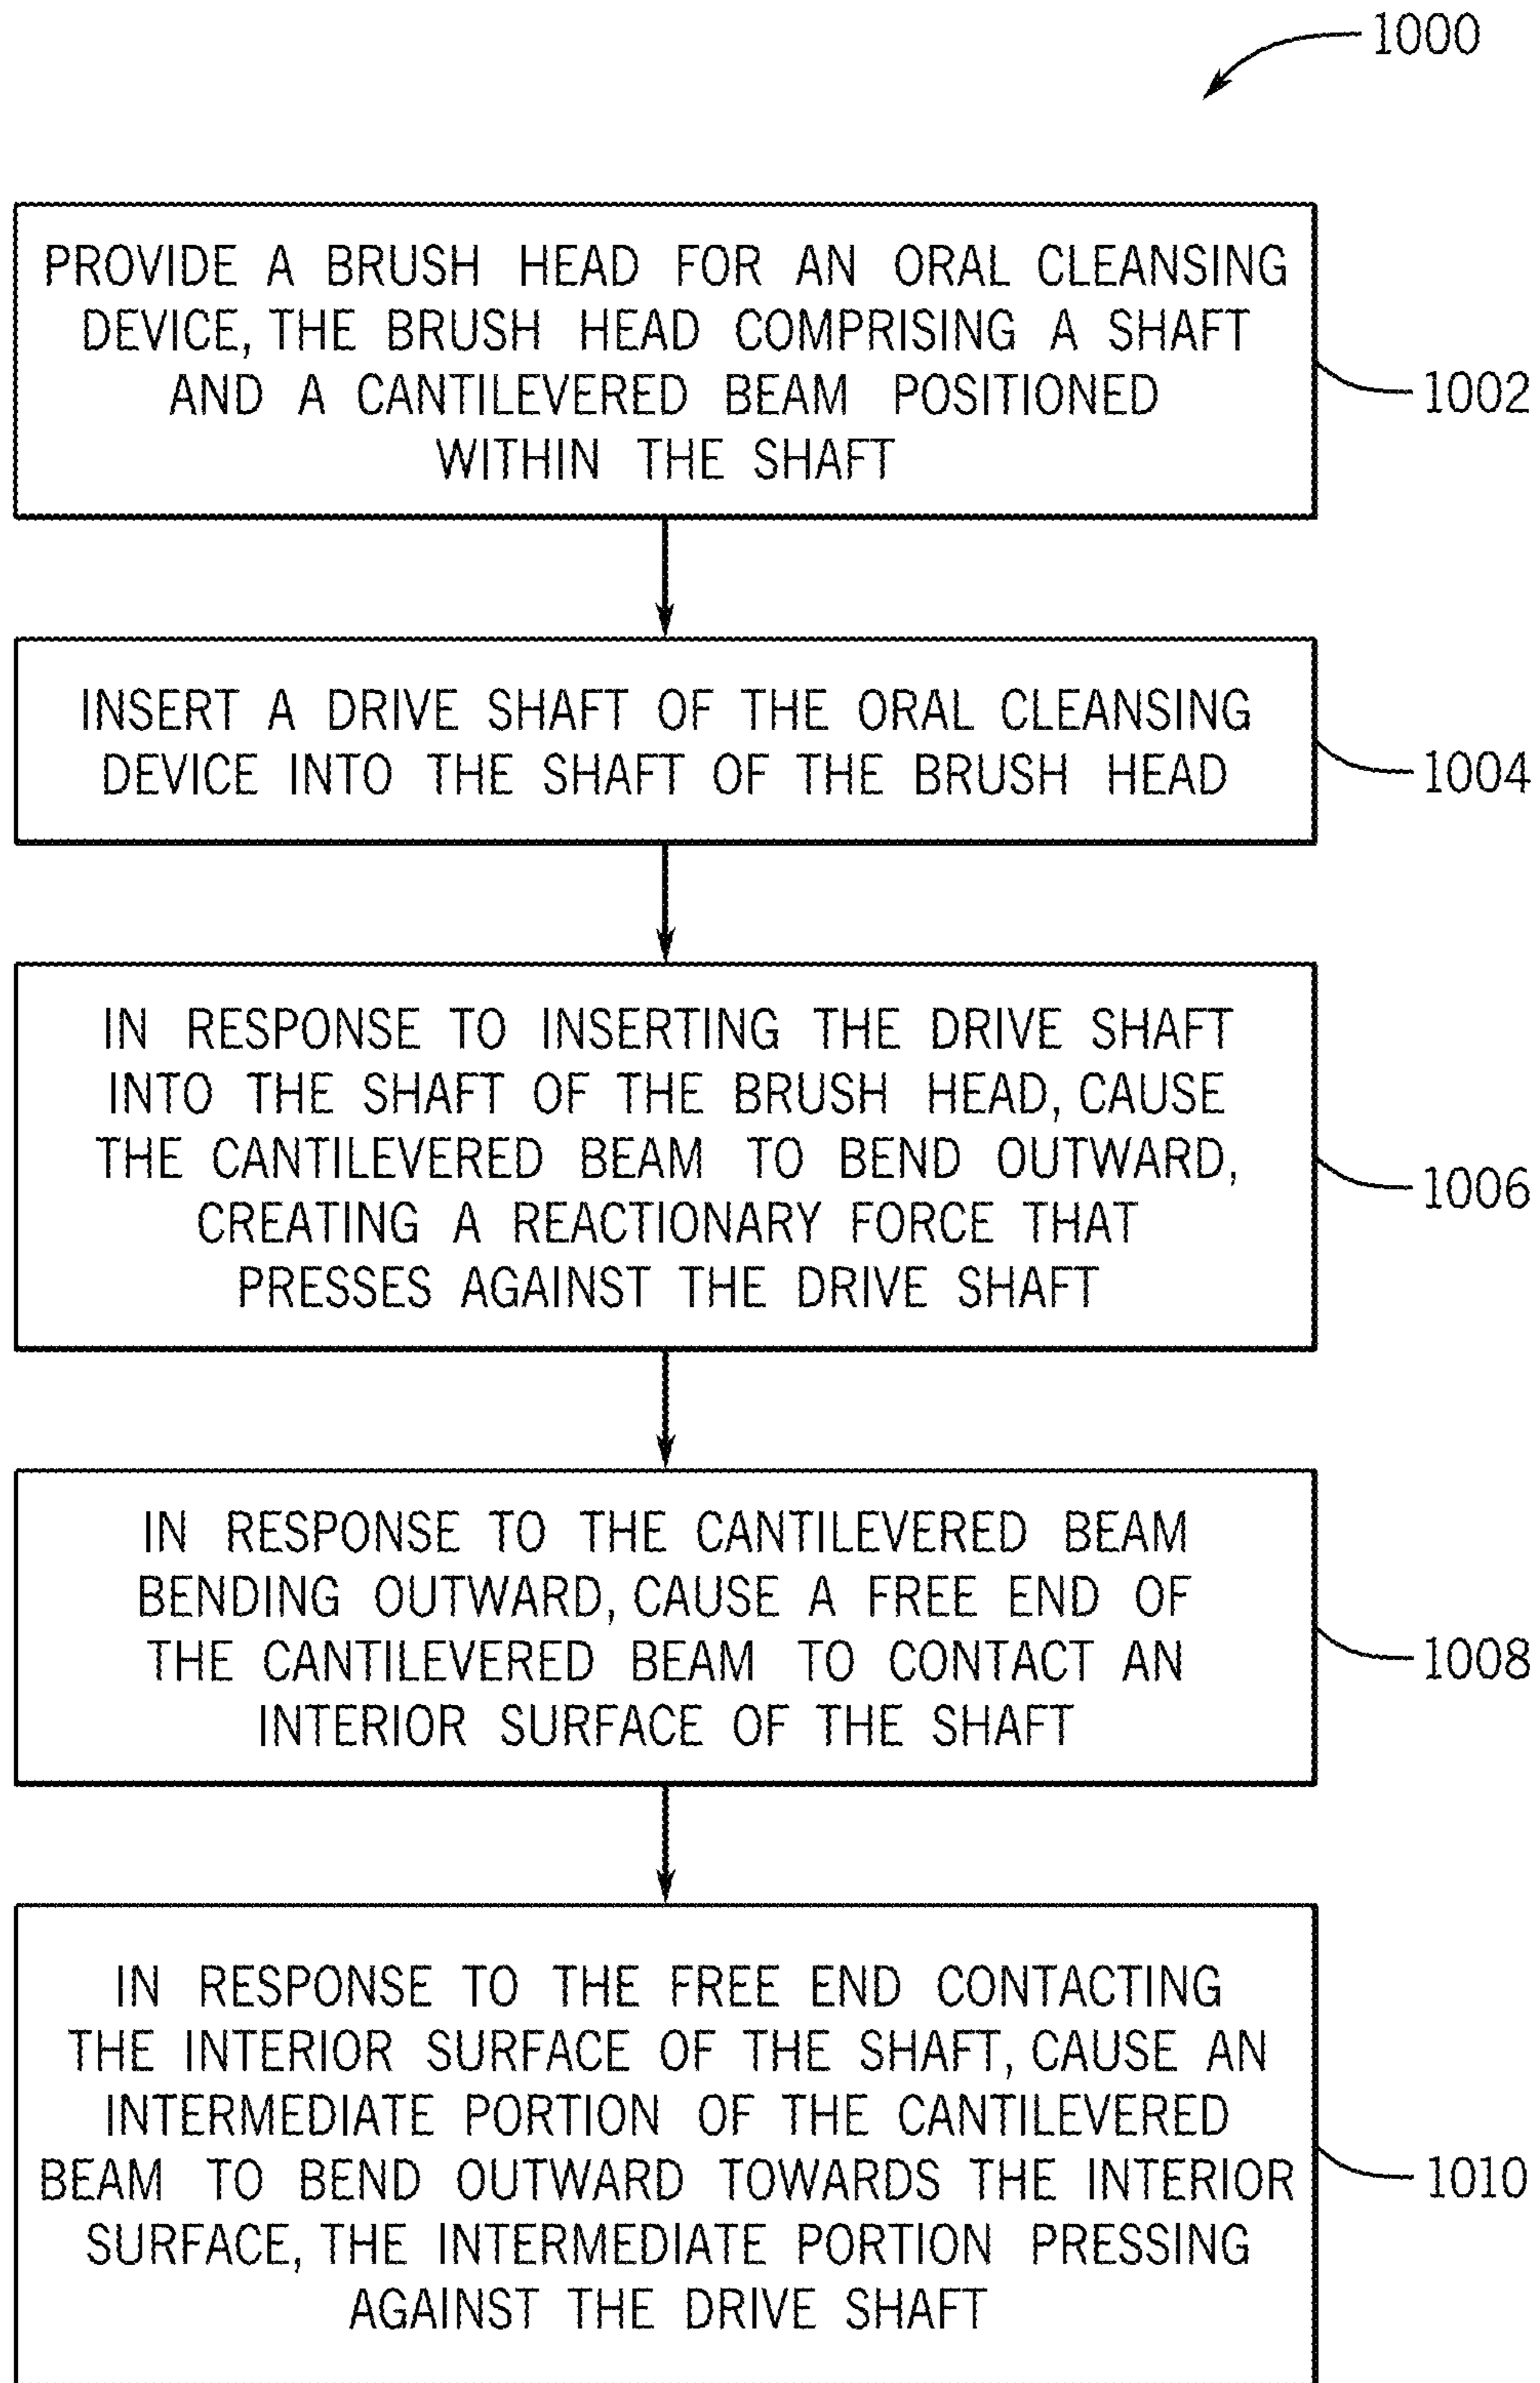 1000
PROVIDE A BRUSH HEAD FOR AN ORAL CLEANSING
DEVICE, THE BRUSH HEAD COMPRISING A SHAFT
AND A CANTILEVERED BEAM POSITIONED
WITHIN THE SHAFT
1002
INSERT A DRIVE SHAFT OF THE ORAL CLEANSING
DEVICE INTO THE SHAFT OF THE BRUSH HEAD
1004
IN RESPONSE TO INSERTING THE DRIVE SHAFT
INTO THE SHAFT OF THE BRUSH HEAD, CAUSE
THE CANTILEVERED BEAM TO BEND OUTWARD,
CREATING A REACTIONARY FORCE THAT
PRESSES AGAINST THE DRIVE SHAFT
1006
IN RESPONSE TO THE CANTILEVERED BEAM
BENDING OUTWARD, CAUSE A FREE END OF
THE CANTILEVERED BEAM TO CONTACT AN
INTERIOR SURFACE OF THE SHAFT
1008
IN RESPONSE TO THE FREE END CONTACTING
THE INTERIOR SURFACE OF THE SHAFT, CAUSE AN
INTERMEDIATE PORTION OF THE CANTILEVERED
BEAM TO BEND OUTWARD TOWARDS THE INTERIOR
SURFACE, THE INTERMEDIATE PORTION PRESSING
AGAINST THE DRIVE SHAFT
1010